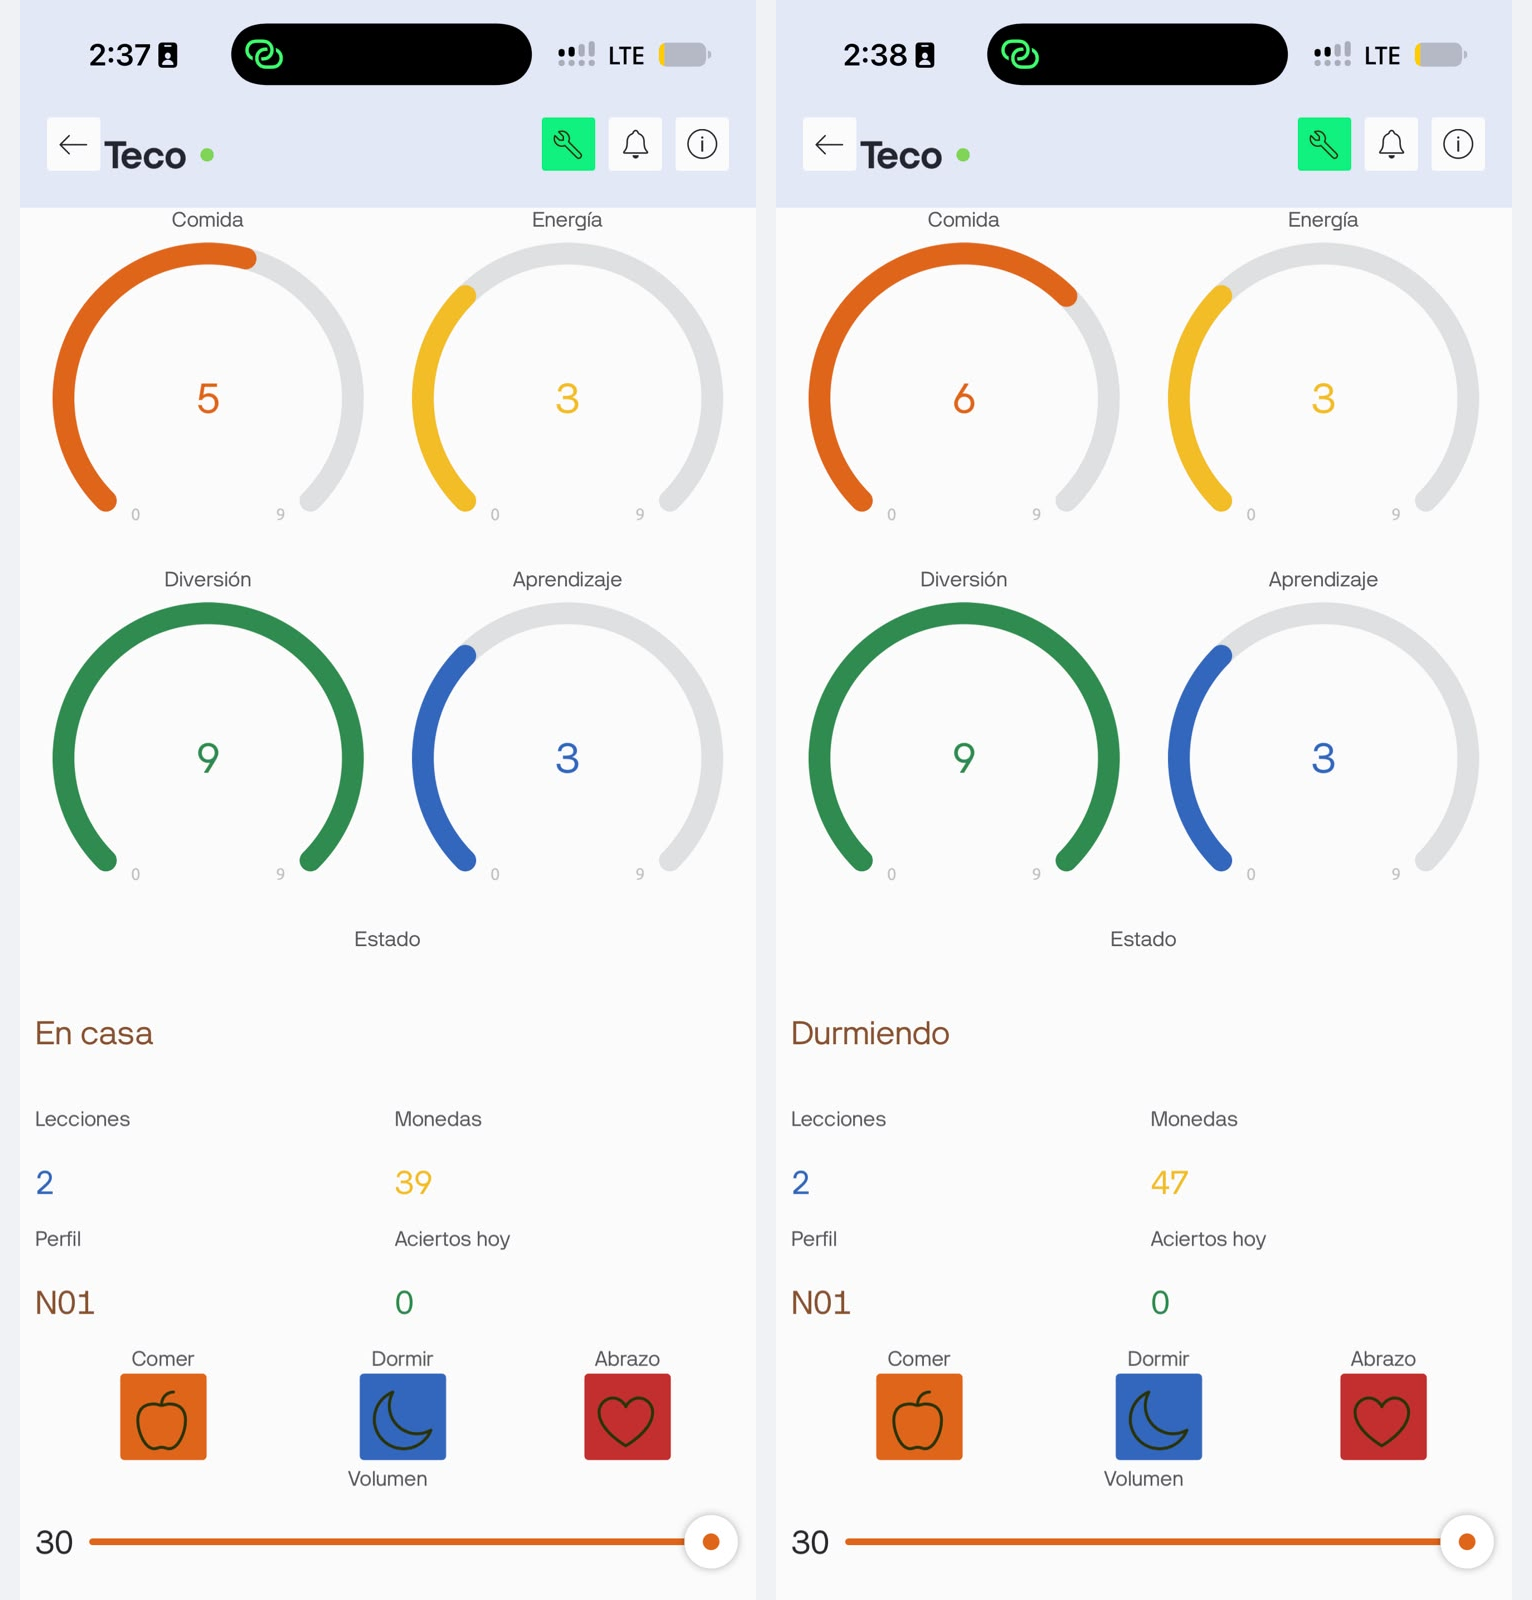 2:37 LTE
Teco
Comida Energía
5 3
0 9 0 9
Diversión Aprendizaje
9 3
0 9 0 9
Estado
En casa
Lecciones Monedas
2 39
Perfil Aciertos hoy
N01 0
Comer Dormir Abrazo
Volumen
30
2:38 LTE
Teco
Comida Energía
6 3
0 9 0 9
Diversión Aprendizaje
9 3
0 9 0 9
Estado
Durmiendo
Lecciones Monedas
2 47
Perfil Aciertos hoy
N01 0
Comer Dormir Abrazo
Volumen
30